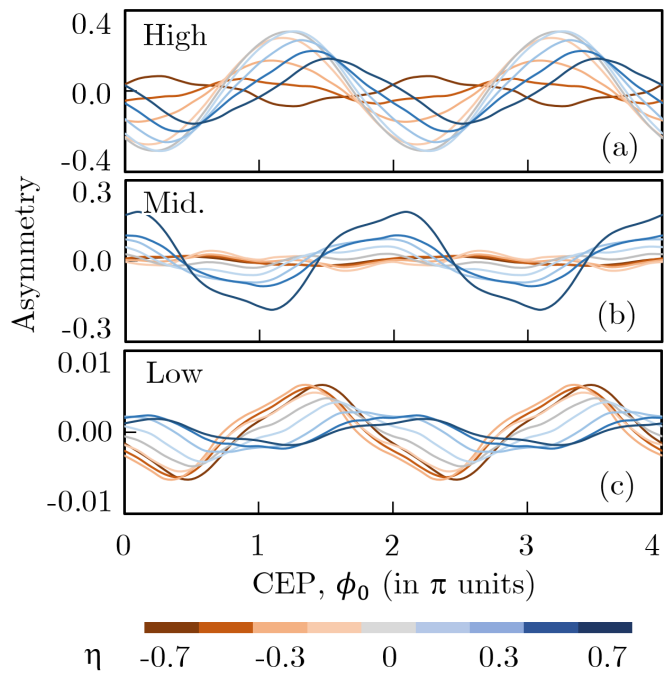 0.4
High
0.0
-0.4
(a)
0.3
Mid.
0.0
-0.3
(b)
0.01
Low
0.00
-0.01
(c)
Asymmetry
0 1 2 3 4
CEP, ϕ₀ (in π units)
η -0.7 -0.3 0 0.3 0.7